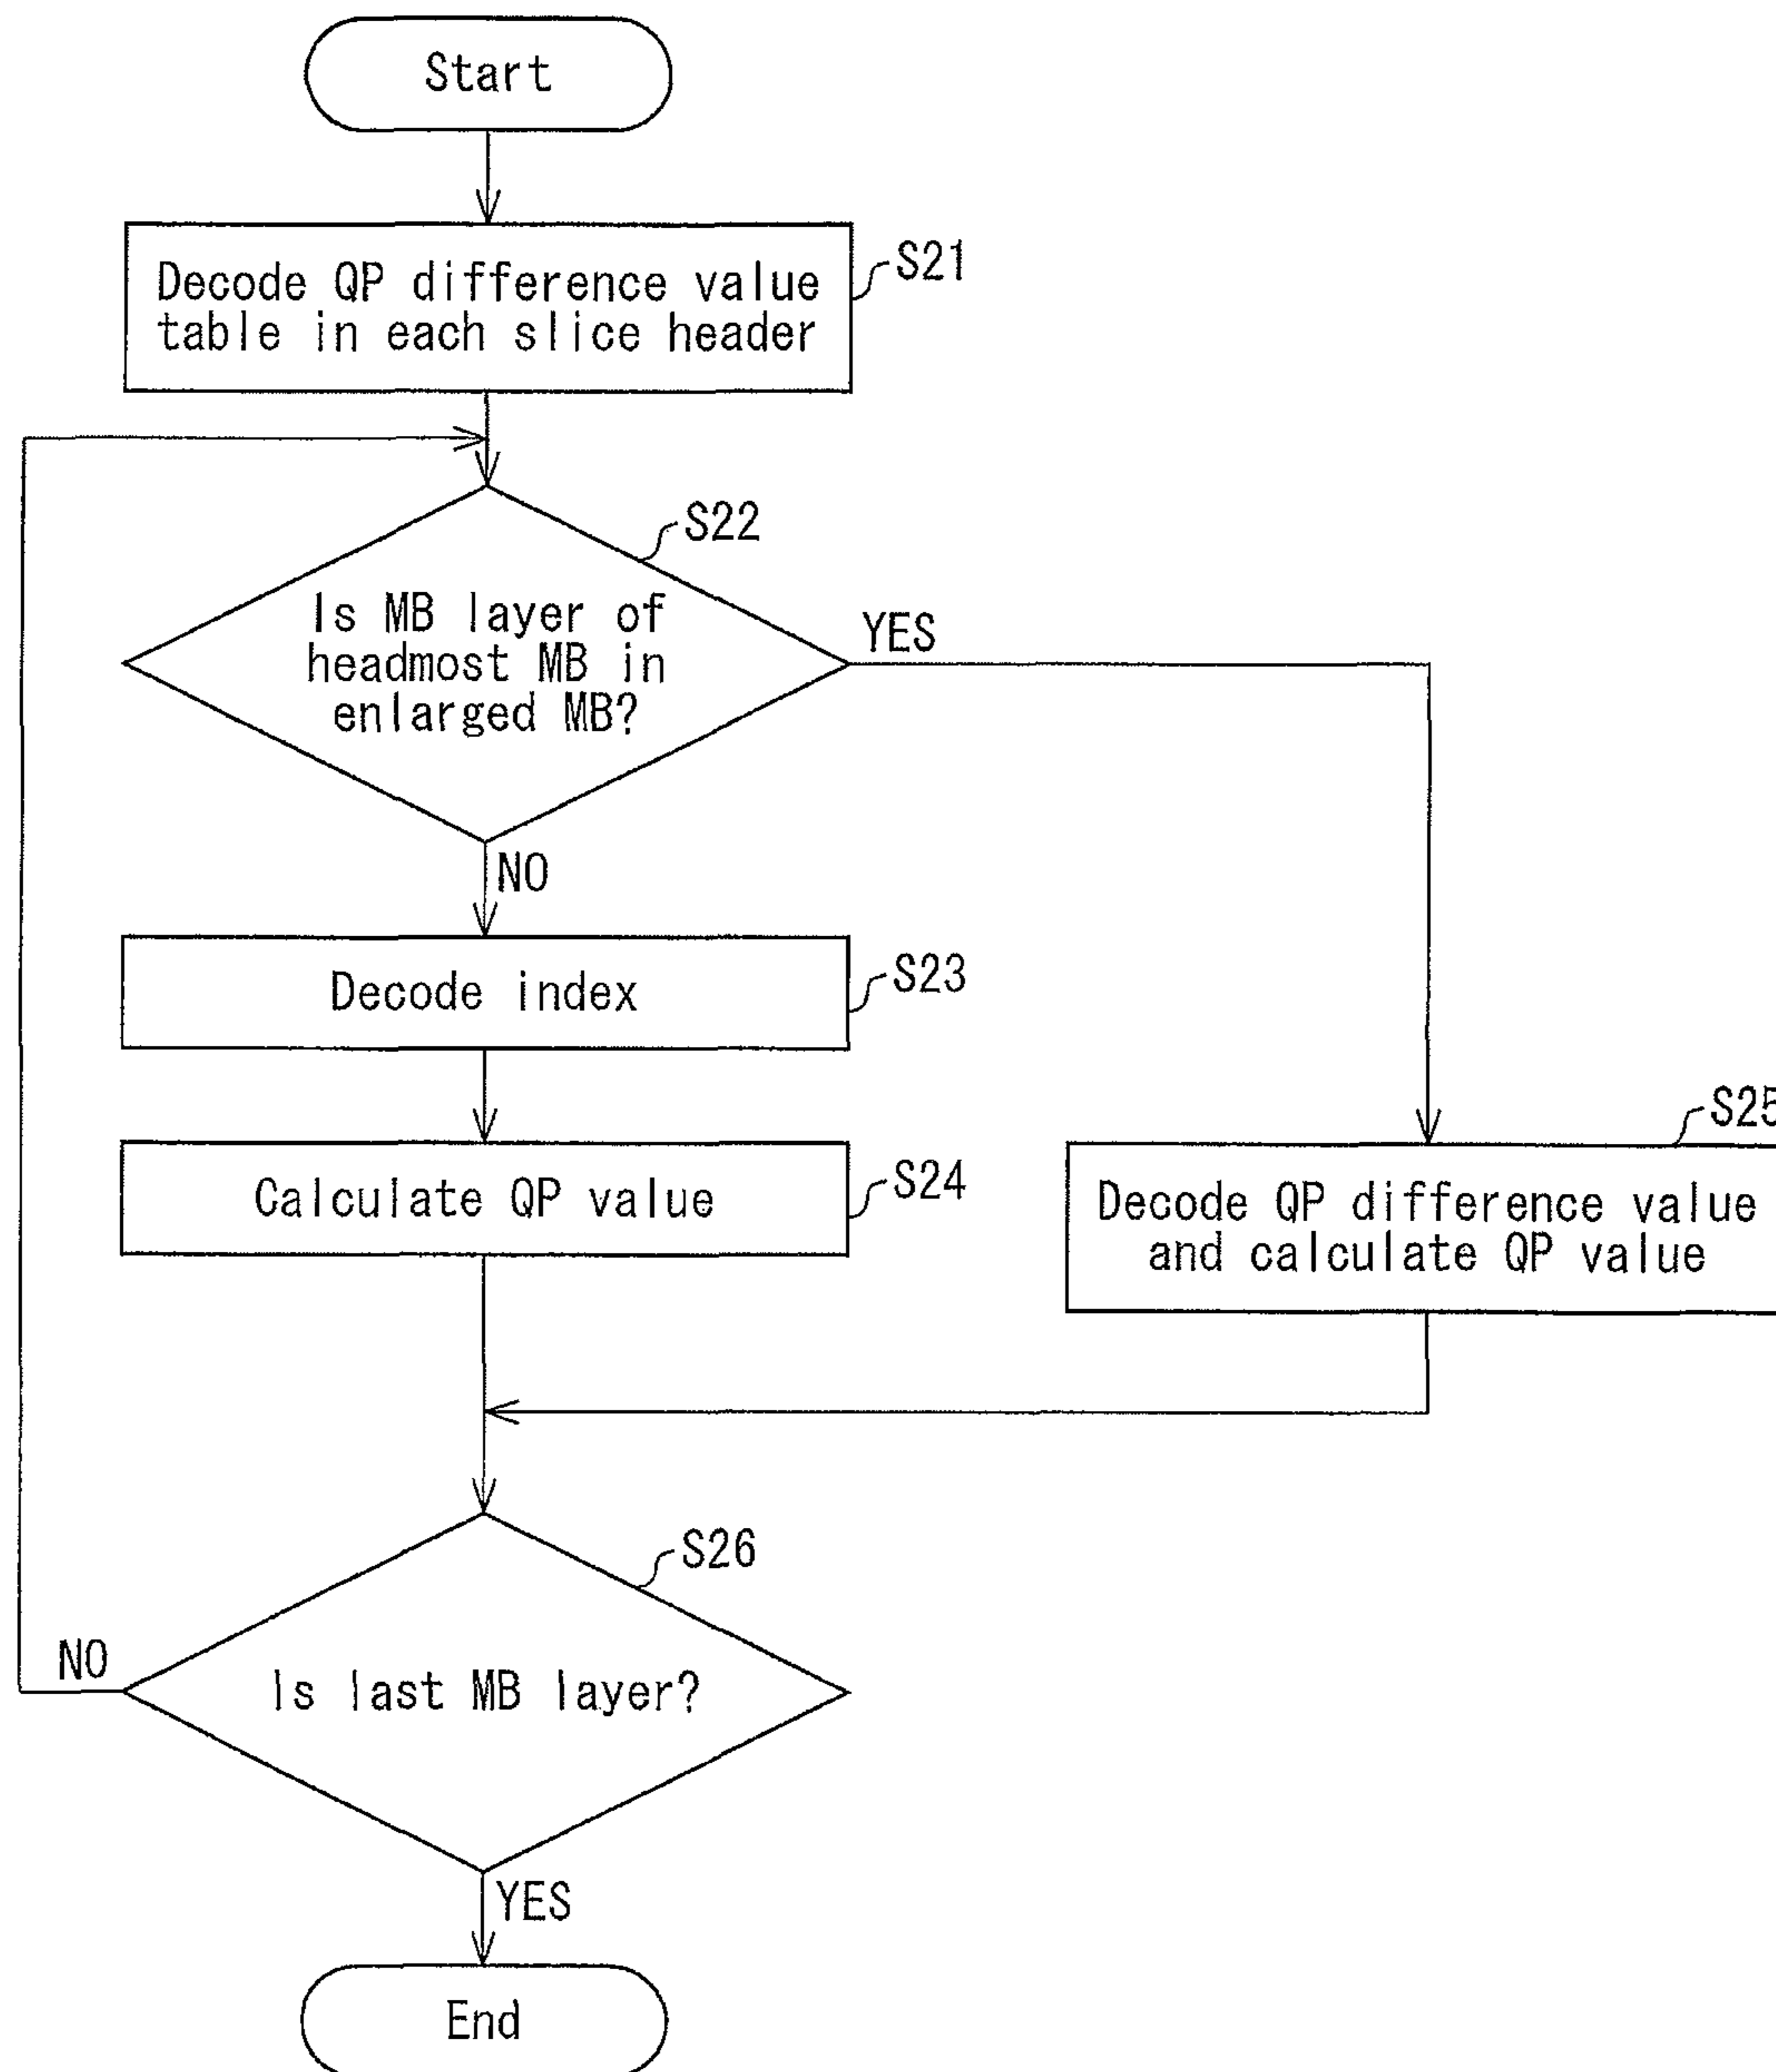 Start
Decode QP difference value
table in each slice header
S21
S22
Is MB layer of
headmost MB in
enlarged MB?
YES
NO
Decode index
S23
Calculate QP value
S24
S25
Decode QP difference value
and calculate QP value
S26
Is last MB layer?
NO
YES
End